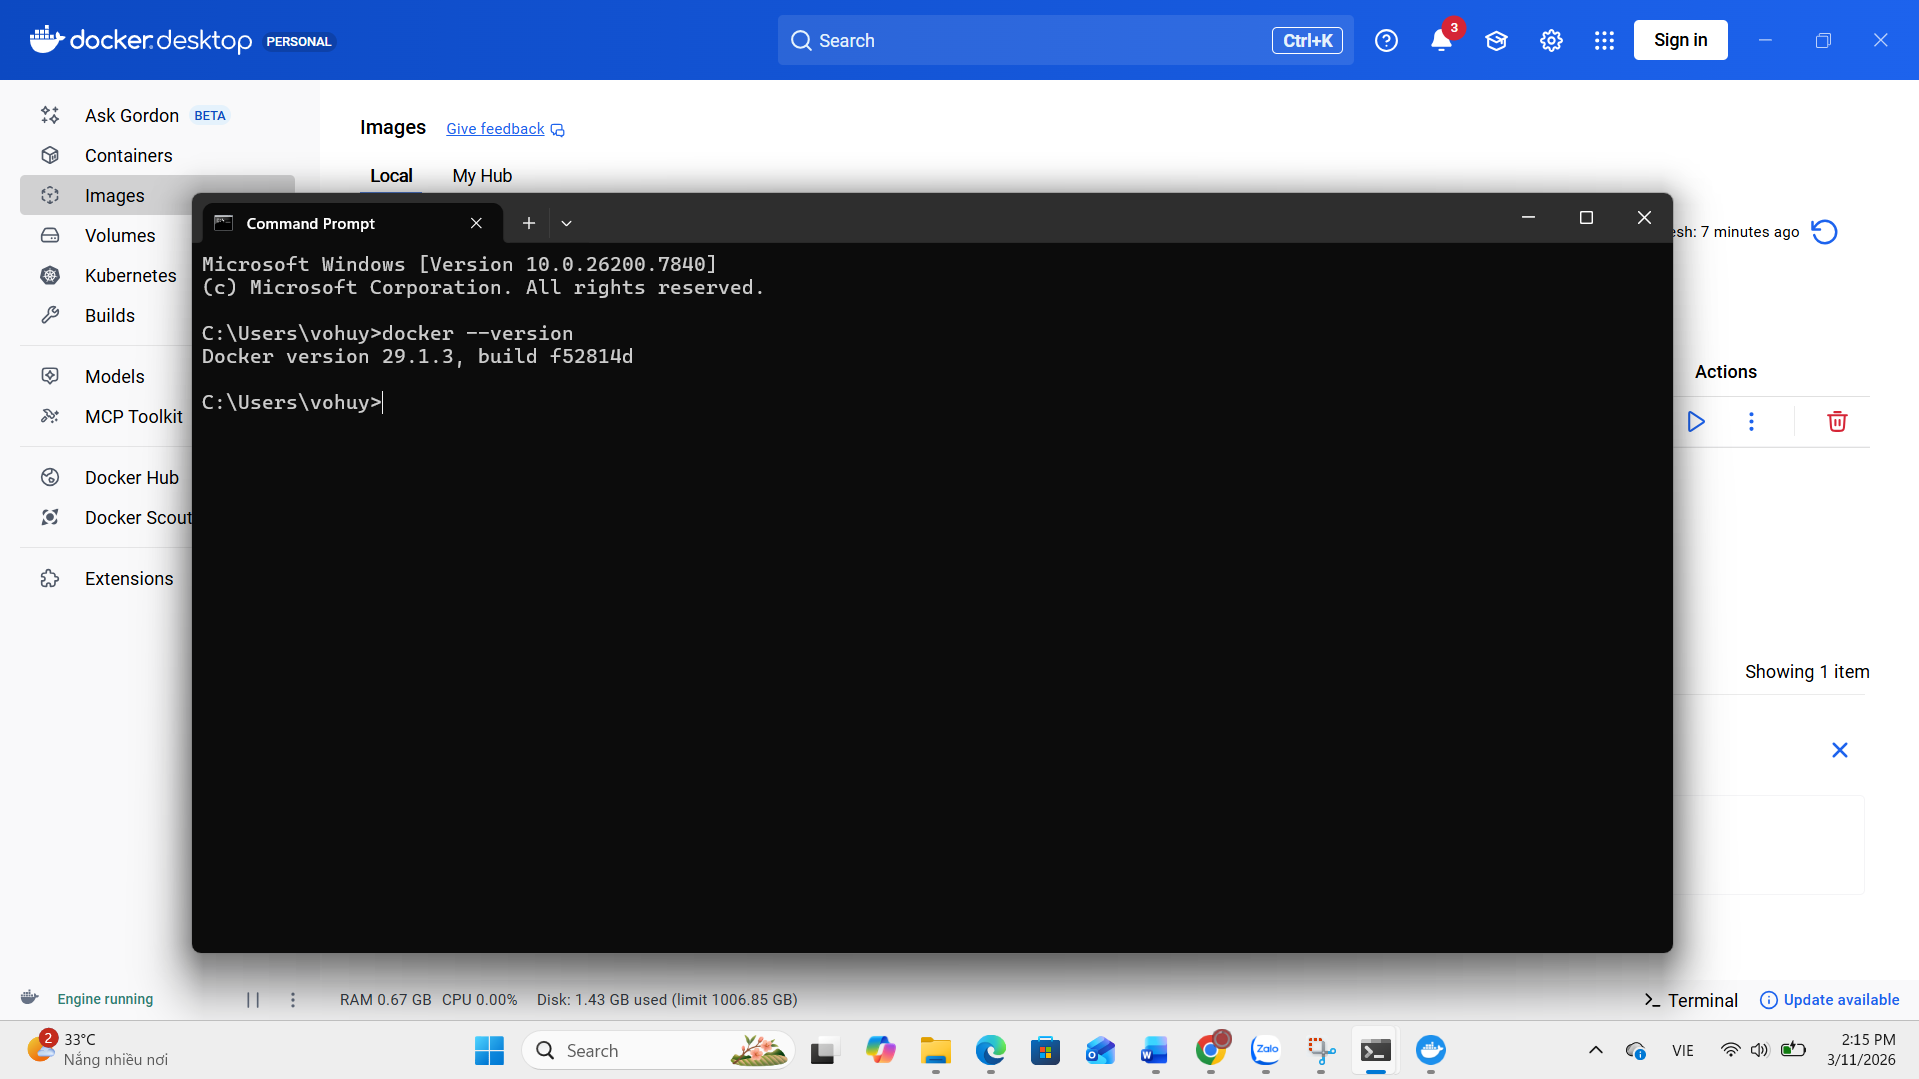 docker.desktop PERSONAL
Search
Ctrl+K
3
Sign in
Ask Gordon BETA
Containers
Images
Volumes
Kubernetes
Builds
Models
MCP Toolkit
Docker Hub
Docker Scout
Extensions
Images Give feedback
Local My Hub
esh: 7 minutes ago
Command Prompt
Microsoft Windows [Version 10.0.26200.7840]
(c) Microsoft Corporation. All rights reserved.
C:\Users\vohuy>docker --version
Docker version 29.1.3, build f52814d
C:\Users\vohuy>
Actions
Showing 1 item
Engine running
RAM 0.67 GB CPU 0.00% Disk: 1.43 GB used (limit 1006.85 GB)
Terminal
Update available
2
33°C
Nắng nhiều nơi
Search
Zalo
VIE
2:15 PM
3/11/2026